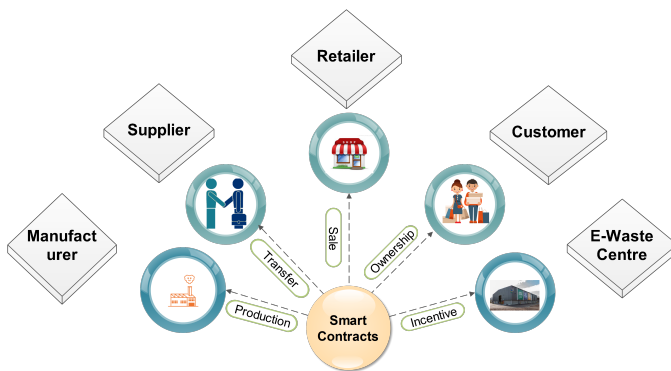 Retailer
Supplier
Customer
Manufact
urer
E-Waste
Centre
Sale
Ownership
Transfer
Production
Incentive
Smart
Contracts